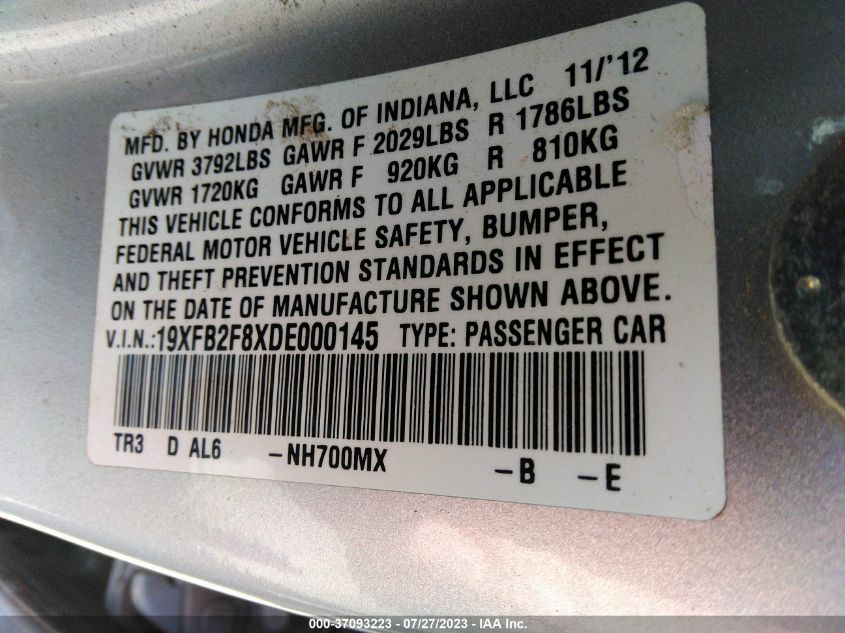 MFD. BY HONDA MFG. OF INDIANA, LLC 11/'12
GVWR 3792LBS GAWR F 2029LBS R 1786LBS
GVWR 1720KG GAWR F 920KG R 810KG
THIS VEHICLE CONFORMS TO ALL APPLICABLE
FEDERAL MOTOR VEHICLE SAFETY, BUMPER,
AND THEFT PREVENTION STANDARDS IN EFFECT
ON THE DATE OF MANUFACTURE SHOWN ABOVE.
V.I.N.:19XFB2F8XDE000145 TYPE: PASSENGER CAR
TR3 D AL6 -NH700MX -B -E
000-37093223 - 07/27/2023 - IAA Inc.